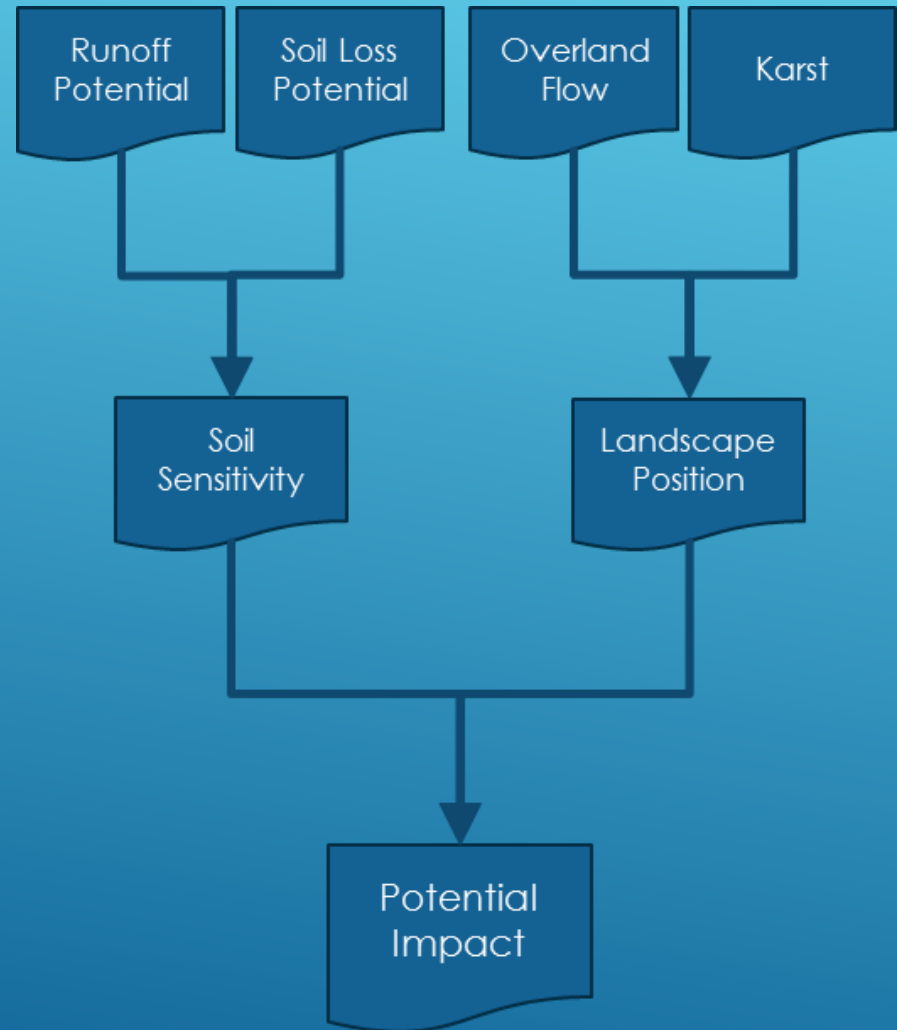 Runoff
Potential
Soil Loss
Potential
Overland
Flow
Karst
Soil
Sensitivity
Landscape
Position
Potential
Impact